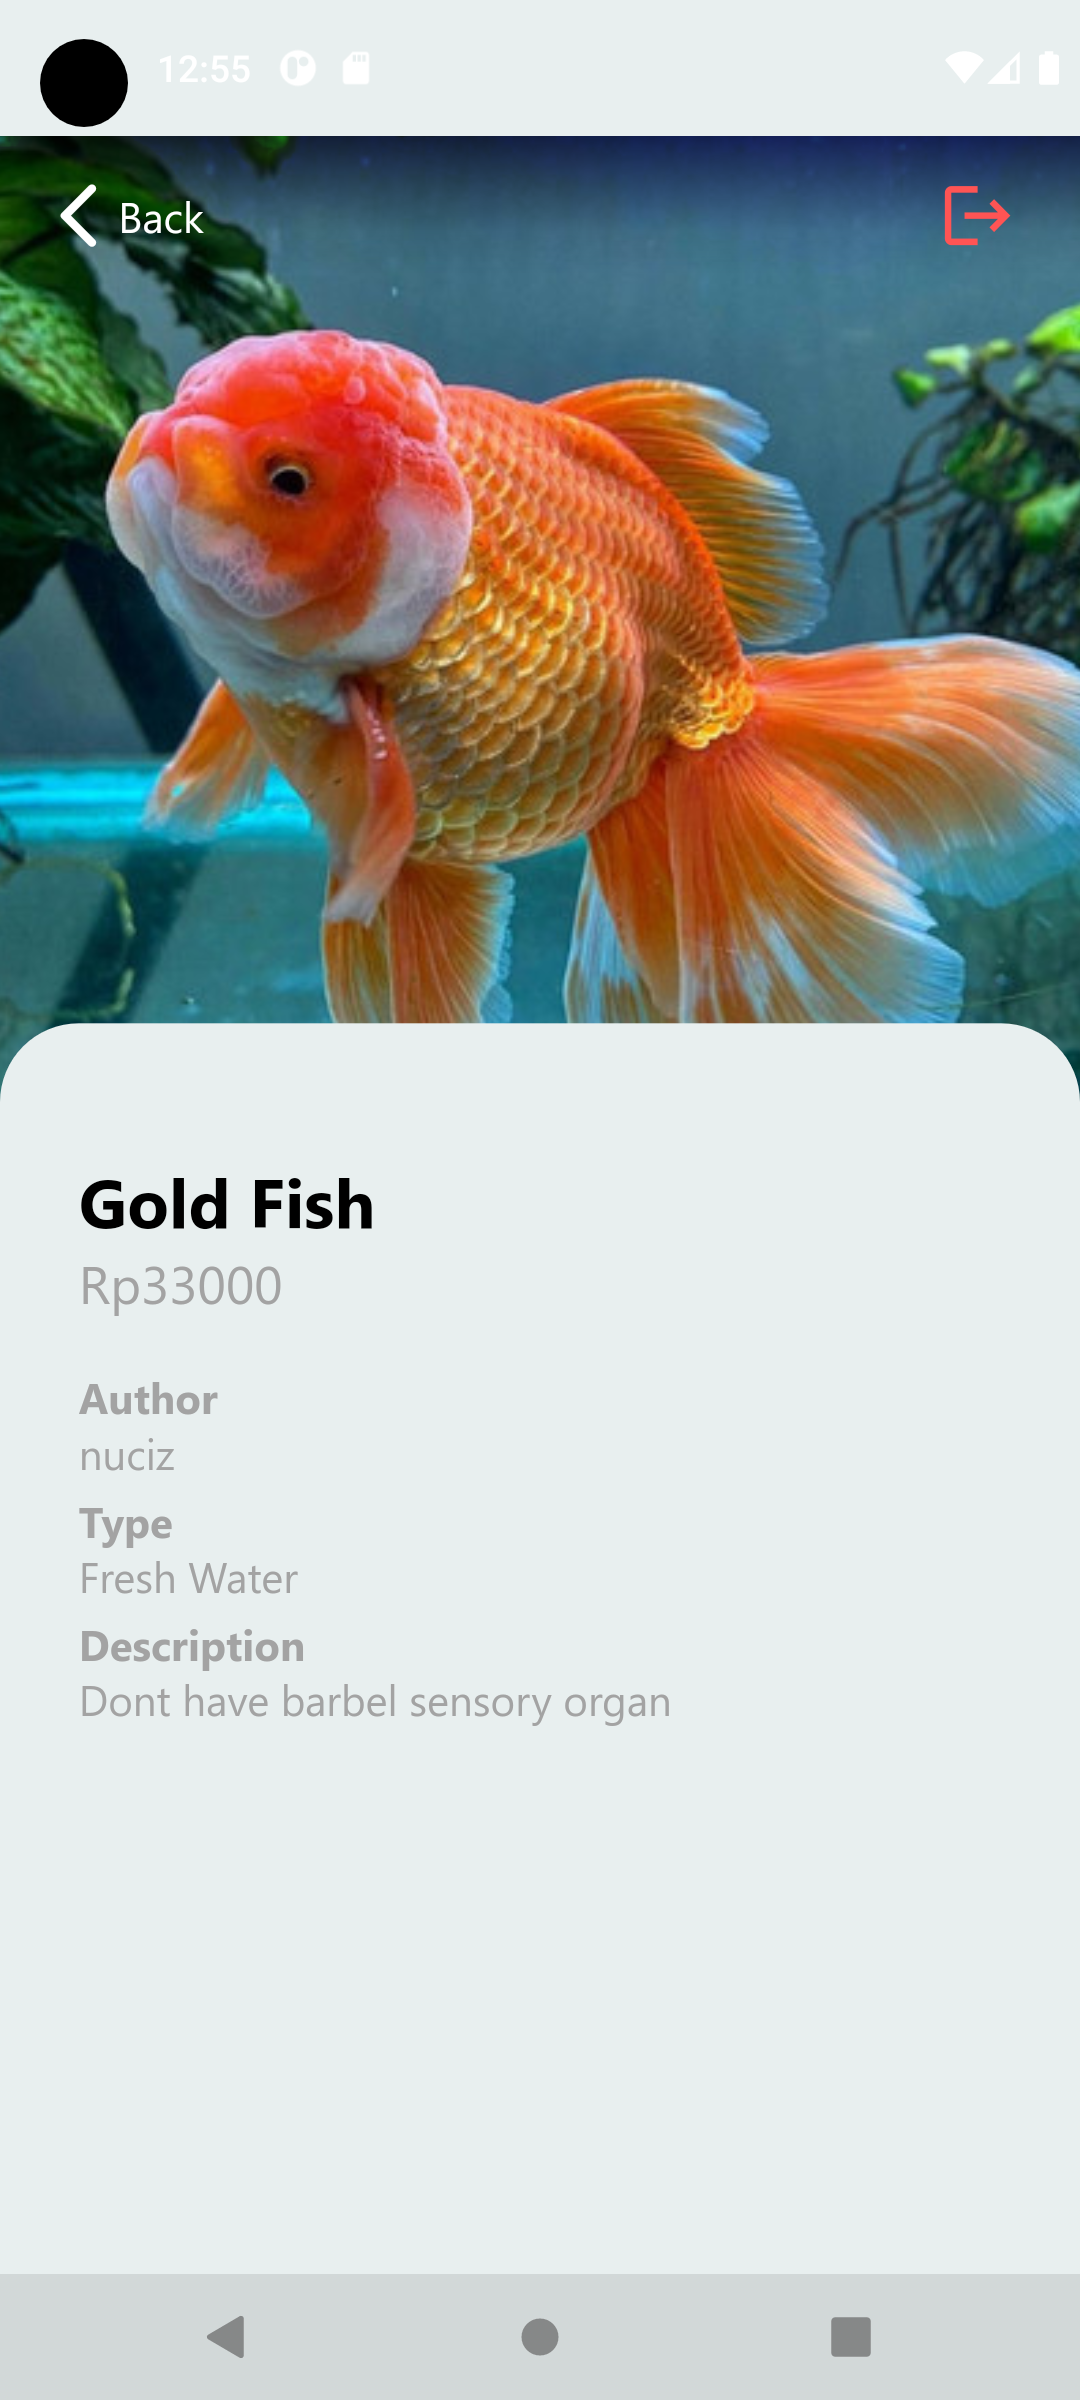 12:55
Back
Gold Fish
Rp33000
Author
nuciz
Type
Fresh Water
Description
Dont have barbel sensory organ